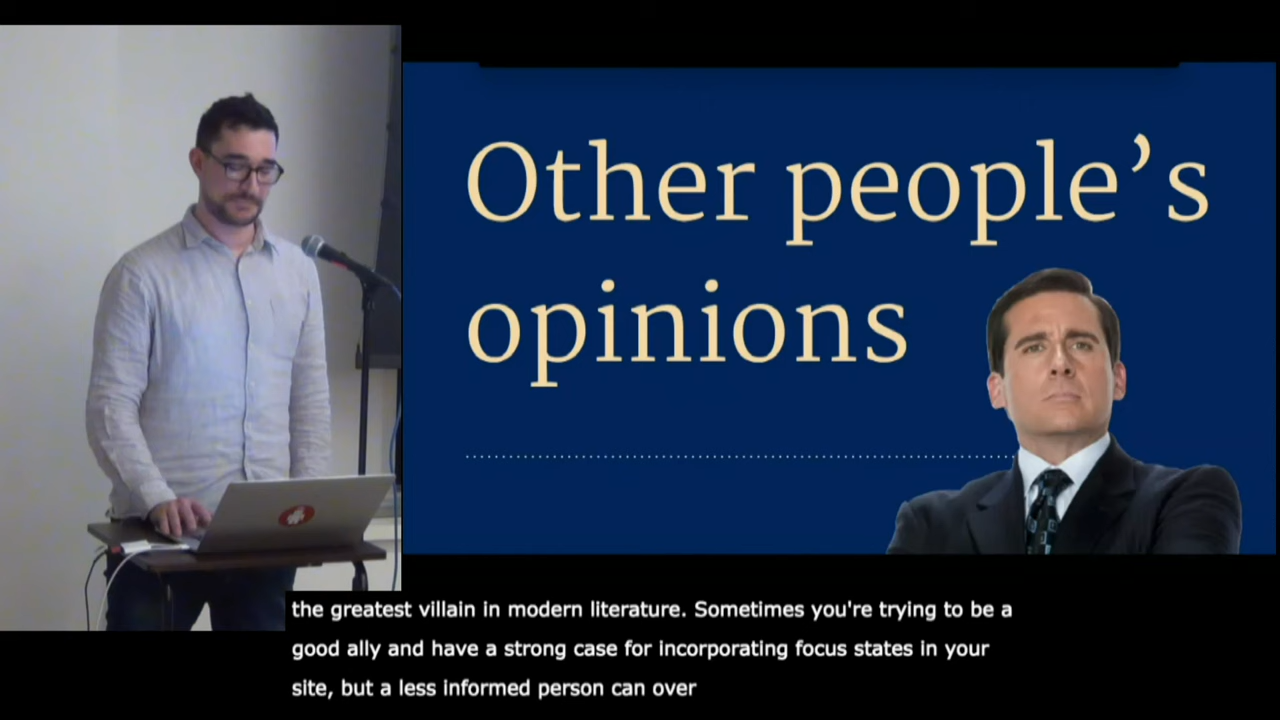 Other people’s
opinions
the greatest villain in modern literature. Sometimes you're trying to be a
good ally and have a strong case for incorporating focus states in your
site, but a less informed person can over